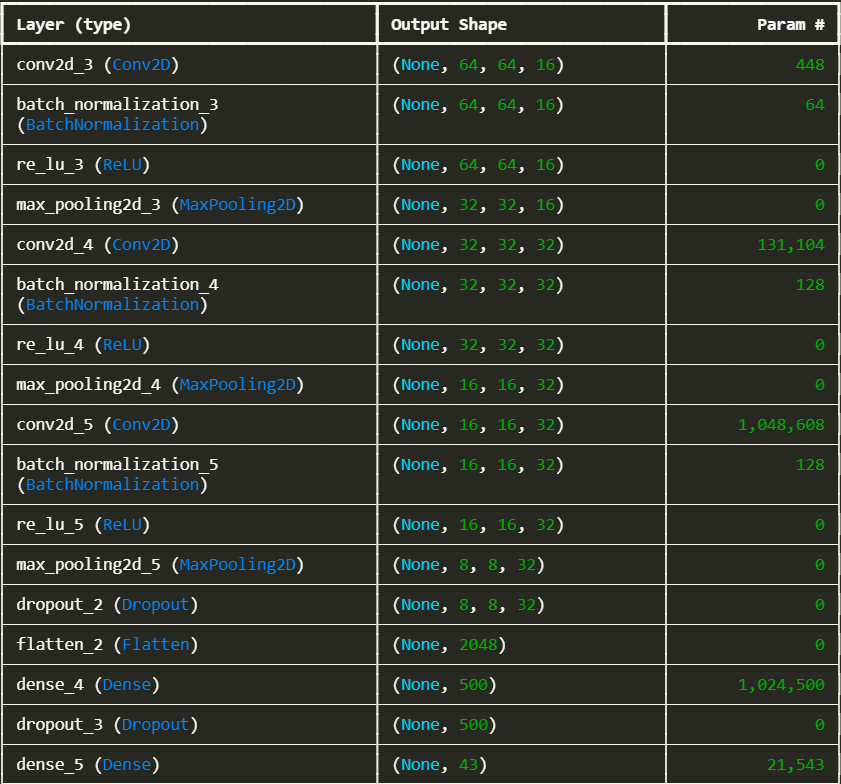 Layer (type) Output Shape Param #
conv2d_3 (Conv2D) (None, 64, 64, 16) 448
batch_normalization_3 (None, 64, 64, 16) 64
(BatchNormalization)
re_lu_3 (ReLU) (None, 64, 64, 16) 0
max_pooling2d_3 (MaxPooling2D) (None, 32, 32, 16) 0
conv2d_4 (Conv2D) (None, 32, 32, 32) 131,104
batch_normalization_4 (None, 32, 32, 32) 128
(BatchNormalization)
re_lu_4 (ReLU) (None, 32, 32, 32) 0
max_pooling2d_4 (MaxPooling2D) (None, 16, 16, 32) 0
conv2d_5 (Conv2D) (None, 16, 16, 32) 1,048,608
batch_normalization_5 (None, 16, 16, 32) 128
(BatchNormalization)
re_lu_5 (ReLU) (None, 16, 16, 32) 0
max_pooling2d_5 (MaxPooling2D) (None, 8, 8, 32) 0
dropout_2 (Dropout) (None, 8, 8, 32) 0
flatten_2 (Flatten) (None, 2048) 0
dense_4 (Dense) (None, 500) 1,024,500
dropout_3 (Dropout) (None, 500) 0
dense_5 (Dense) (None, 43) 21,543